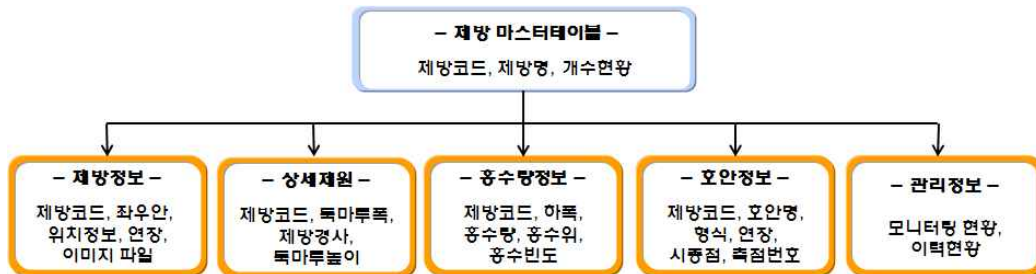 – 제방 마스터테이블 –
제방코드, 제방명, 개수현황
– 제방정보 –
제방코드, 좌우안,
위치정보, 연장,
이미지 파일
– 상세제원 –
제방코드, 둑마루폭,
제방경사,
둑마루높이
– 홍수량정보 –
제방코드, 하폭,
홍수량, 홍수위,
홍수빈도
– 호안정보 –
제방코드, 호안명,
형식, 연장,
시종점, 측점번호
– 관리정보 –
모니터링 현황,
이력현황